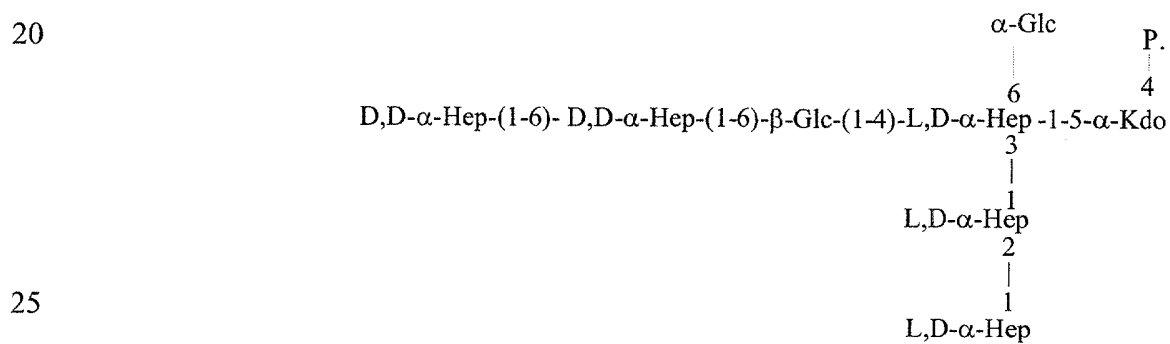 20
α-Glc
P.
6
4
D,D-α-Hep-(1-6)- D,D-α-Hep-(1-6)-β-Glc-(1-4)-L,D-α-Hep -1-5-α-Kdo
3
1
L,D-α-Hep
2
25
1
L,D-α-Hep